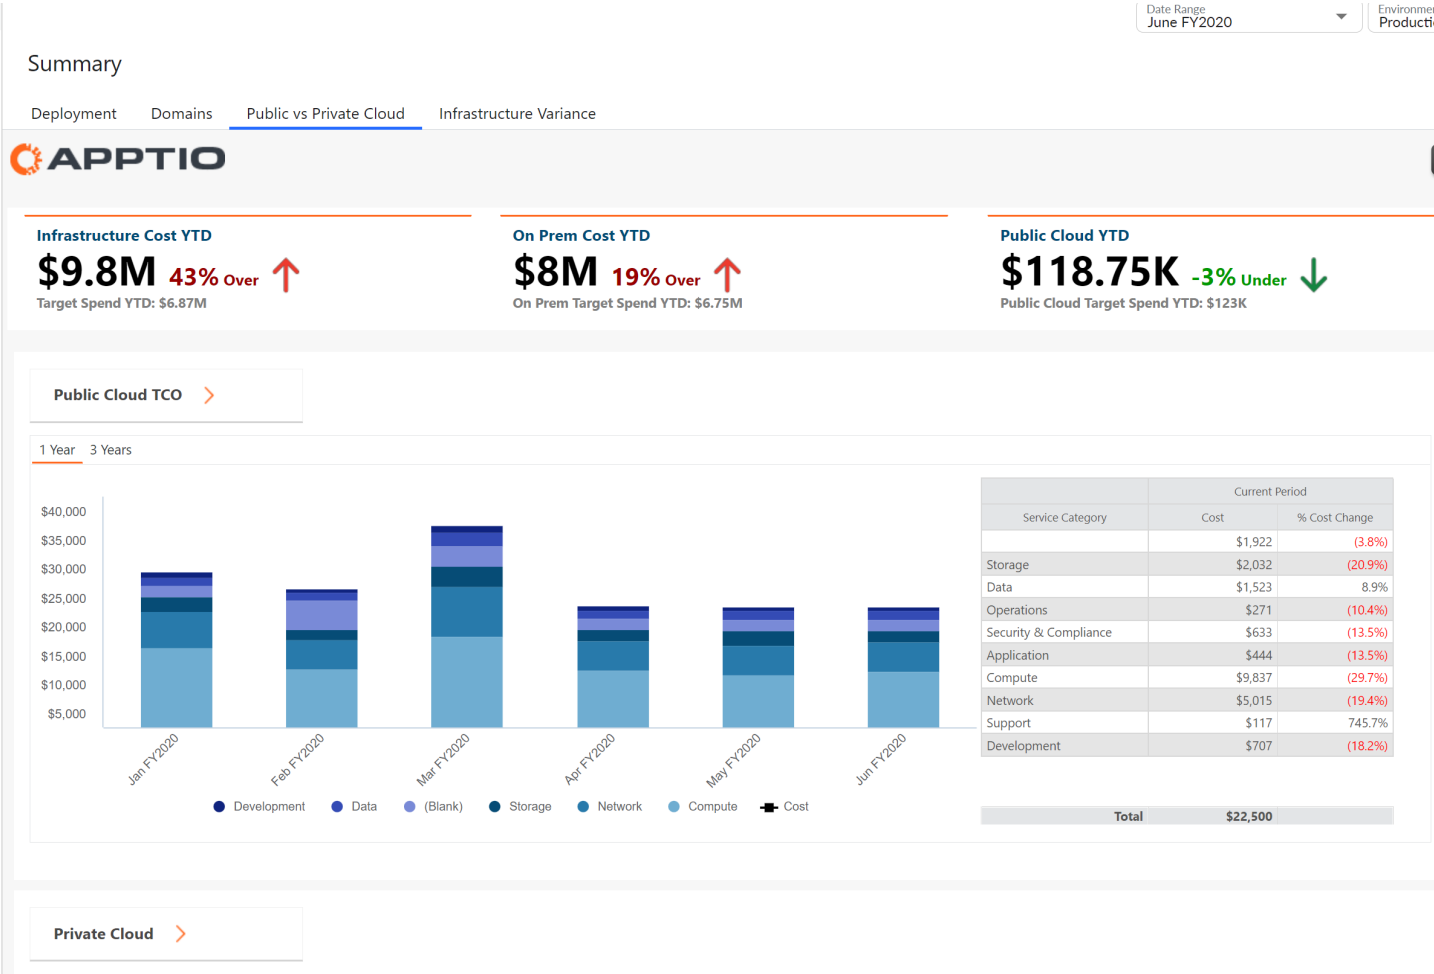 Date Range
June FY2020
Summary
Deployment Domains Public vs Private Cloud Infrastructure Variance
APPTIO
Infrastructure Cost YTD
$9.8M 43% Over
Target Spend YTD: $6.87M
On Prem Cost YTD
$8M 19% Over
On Prem Target Spend YTD: $6.75M
Public Cloud YTD
$118.75K -3% Under
Public Cloud Target Spend YTD: $123K
Public Cloud TCO
1 Year 3 Years
$40,000
$35,000
$30,000
$25,000
$20,000
$15,000
$10,000
$5,000
Jan FY2020
Feb FY2020
Mar FY2020
Apr FY2020
May FY2020
Jun FY2020
Development Data (Blank) Storage Network Compute Cost
Current Period
Service Category Cost % Cost Change
$1,922 (3.8%)
Storage $2,032 (20.9%)
Data $1,523 8.9%
Operations $271 (10.4%)
Security & Compliance $633 (13.5%)
Application $444 (13.5%)
Compute $9,837 (29.7%)
Network $5,015 (19.4%)
Support $117 745.7%
Development $707 (18.2%)
Total $22,500
Private Cloud